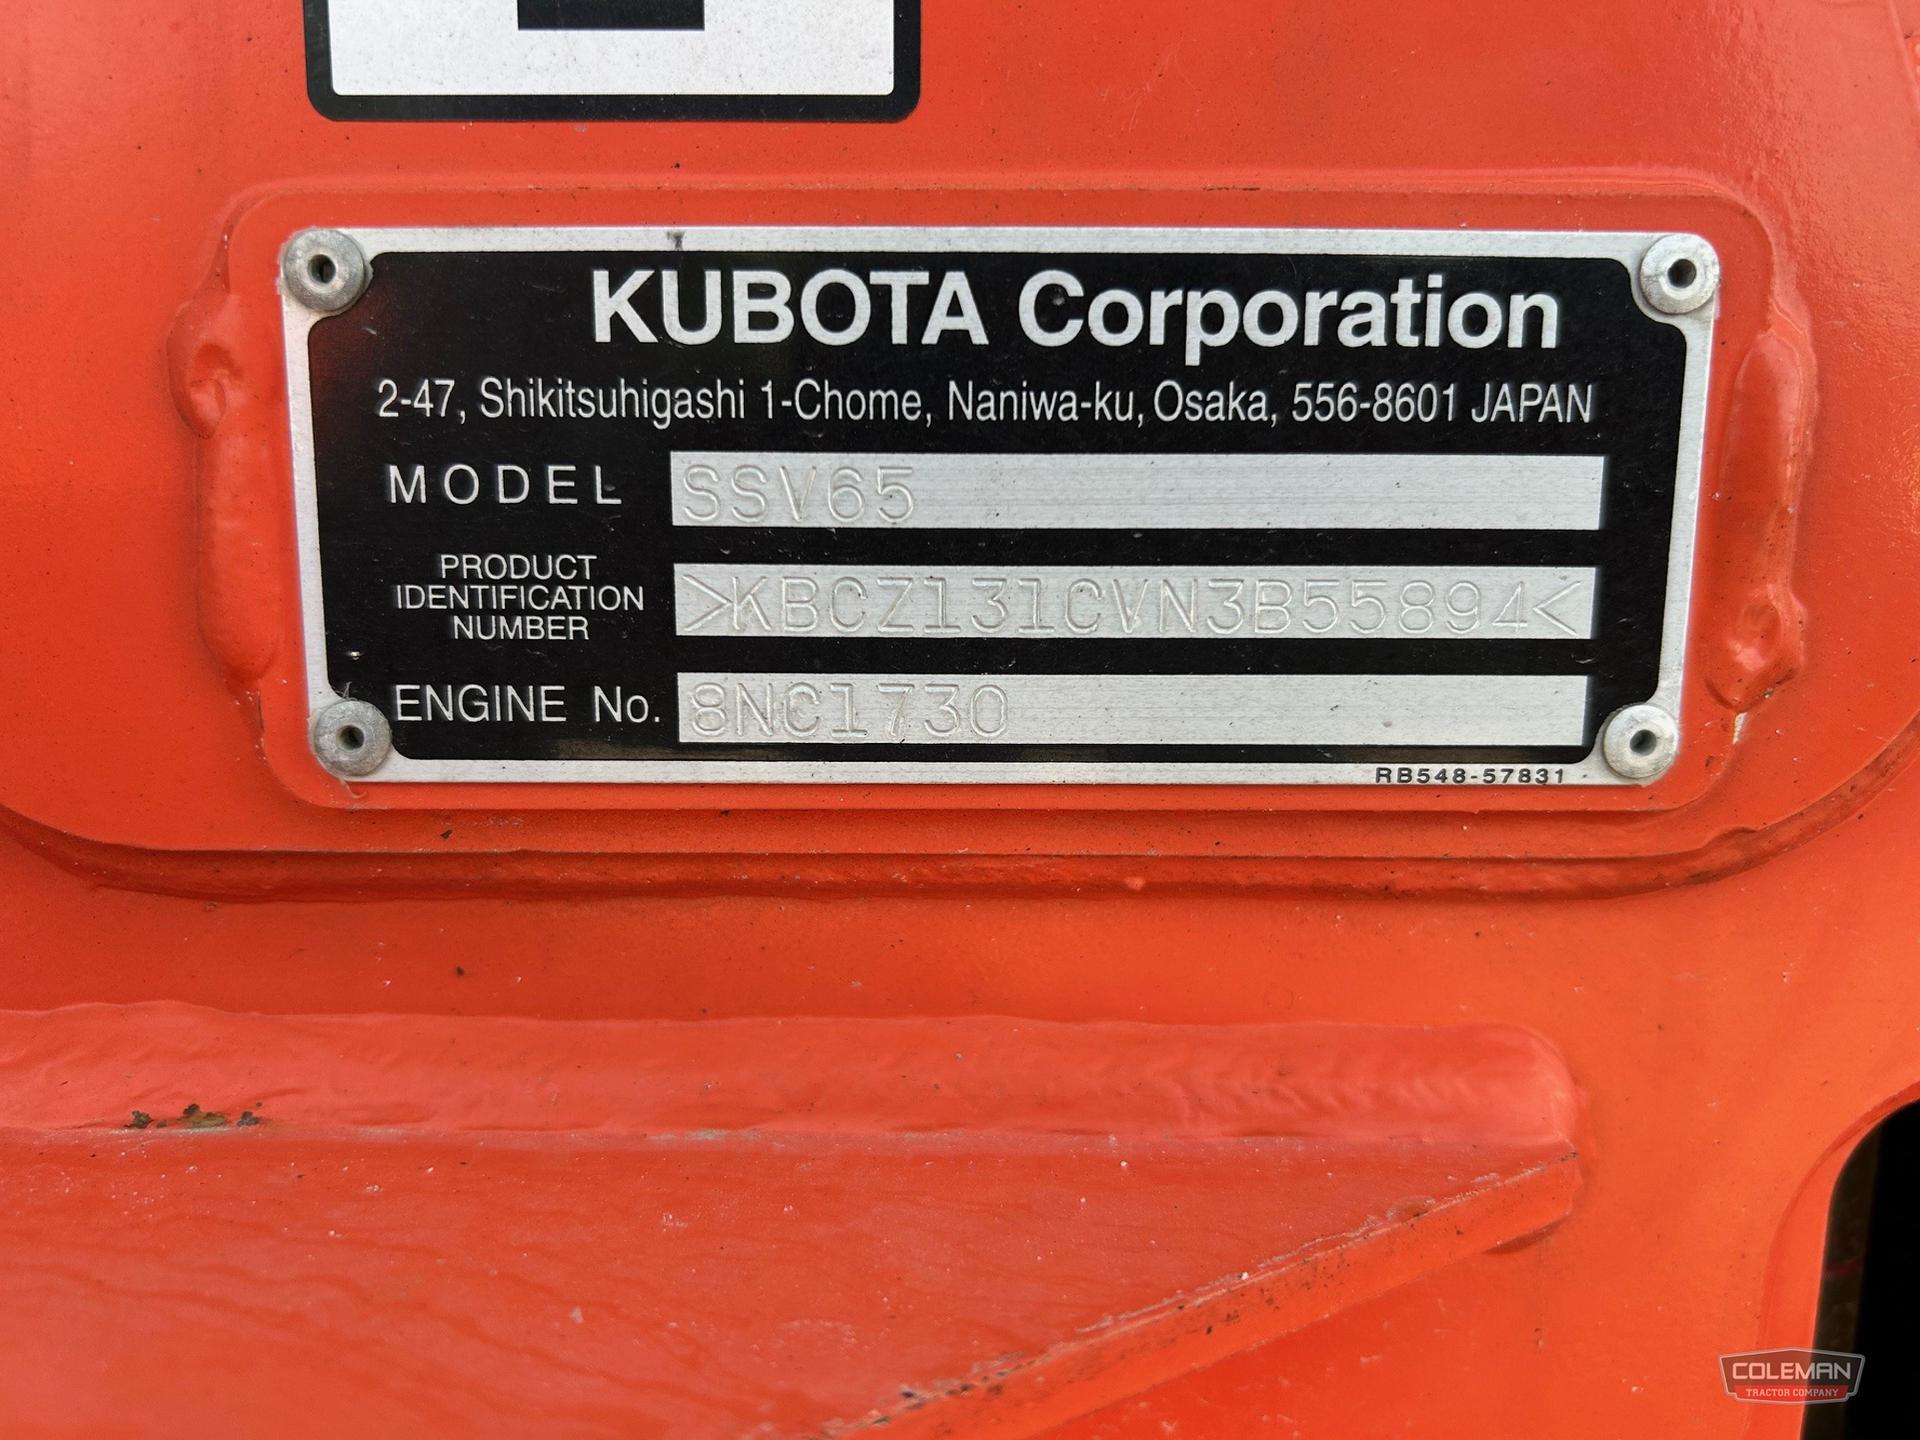 KUBOTA Corporation
2-47, Shikitsuhigashi 1-Chome, Naniwa-ku, Osaka, 556-8601 JAPAN
MODEL SSV65
PRODUCT
IDENTIFICATION
NUMBER
>KBCZ131CVN3B55894<
ENGINE No. 8NC1730
RB548-57831
COLEMAN
TRACTOR COMPANY